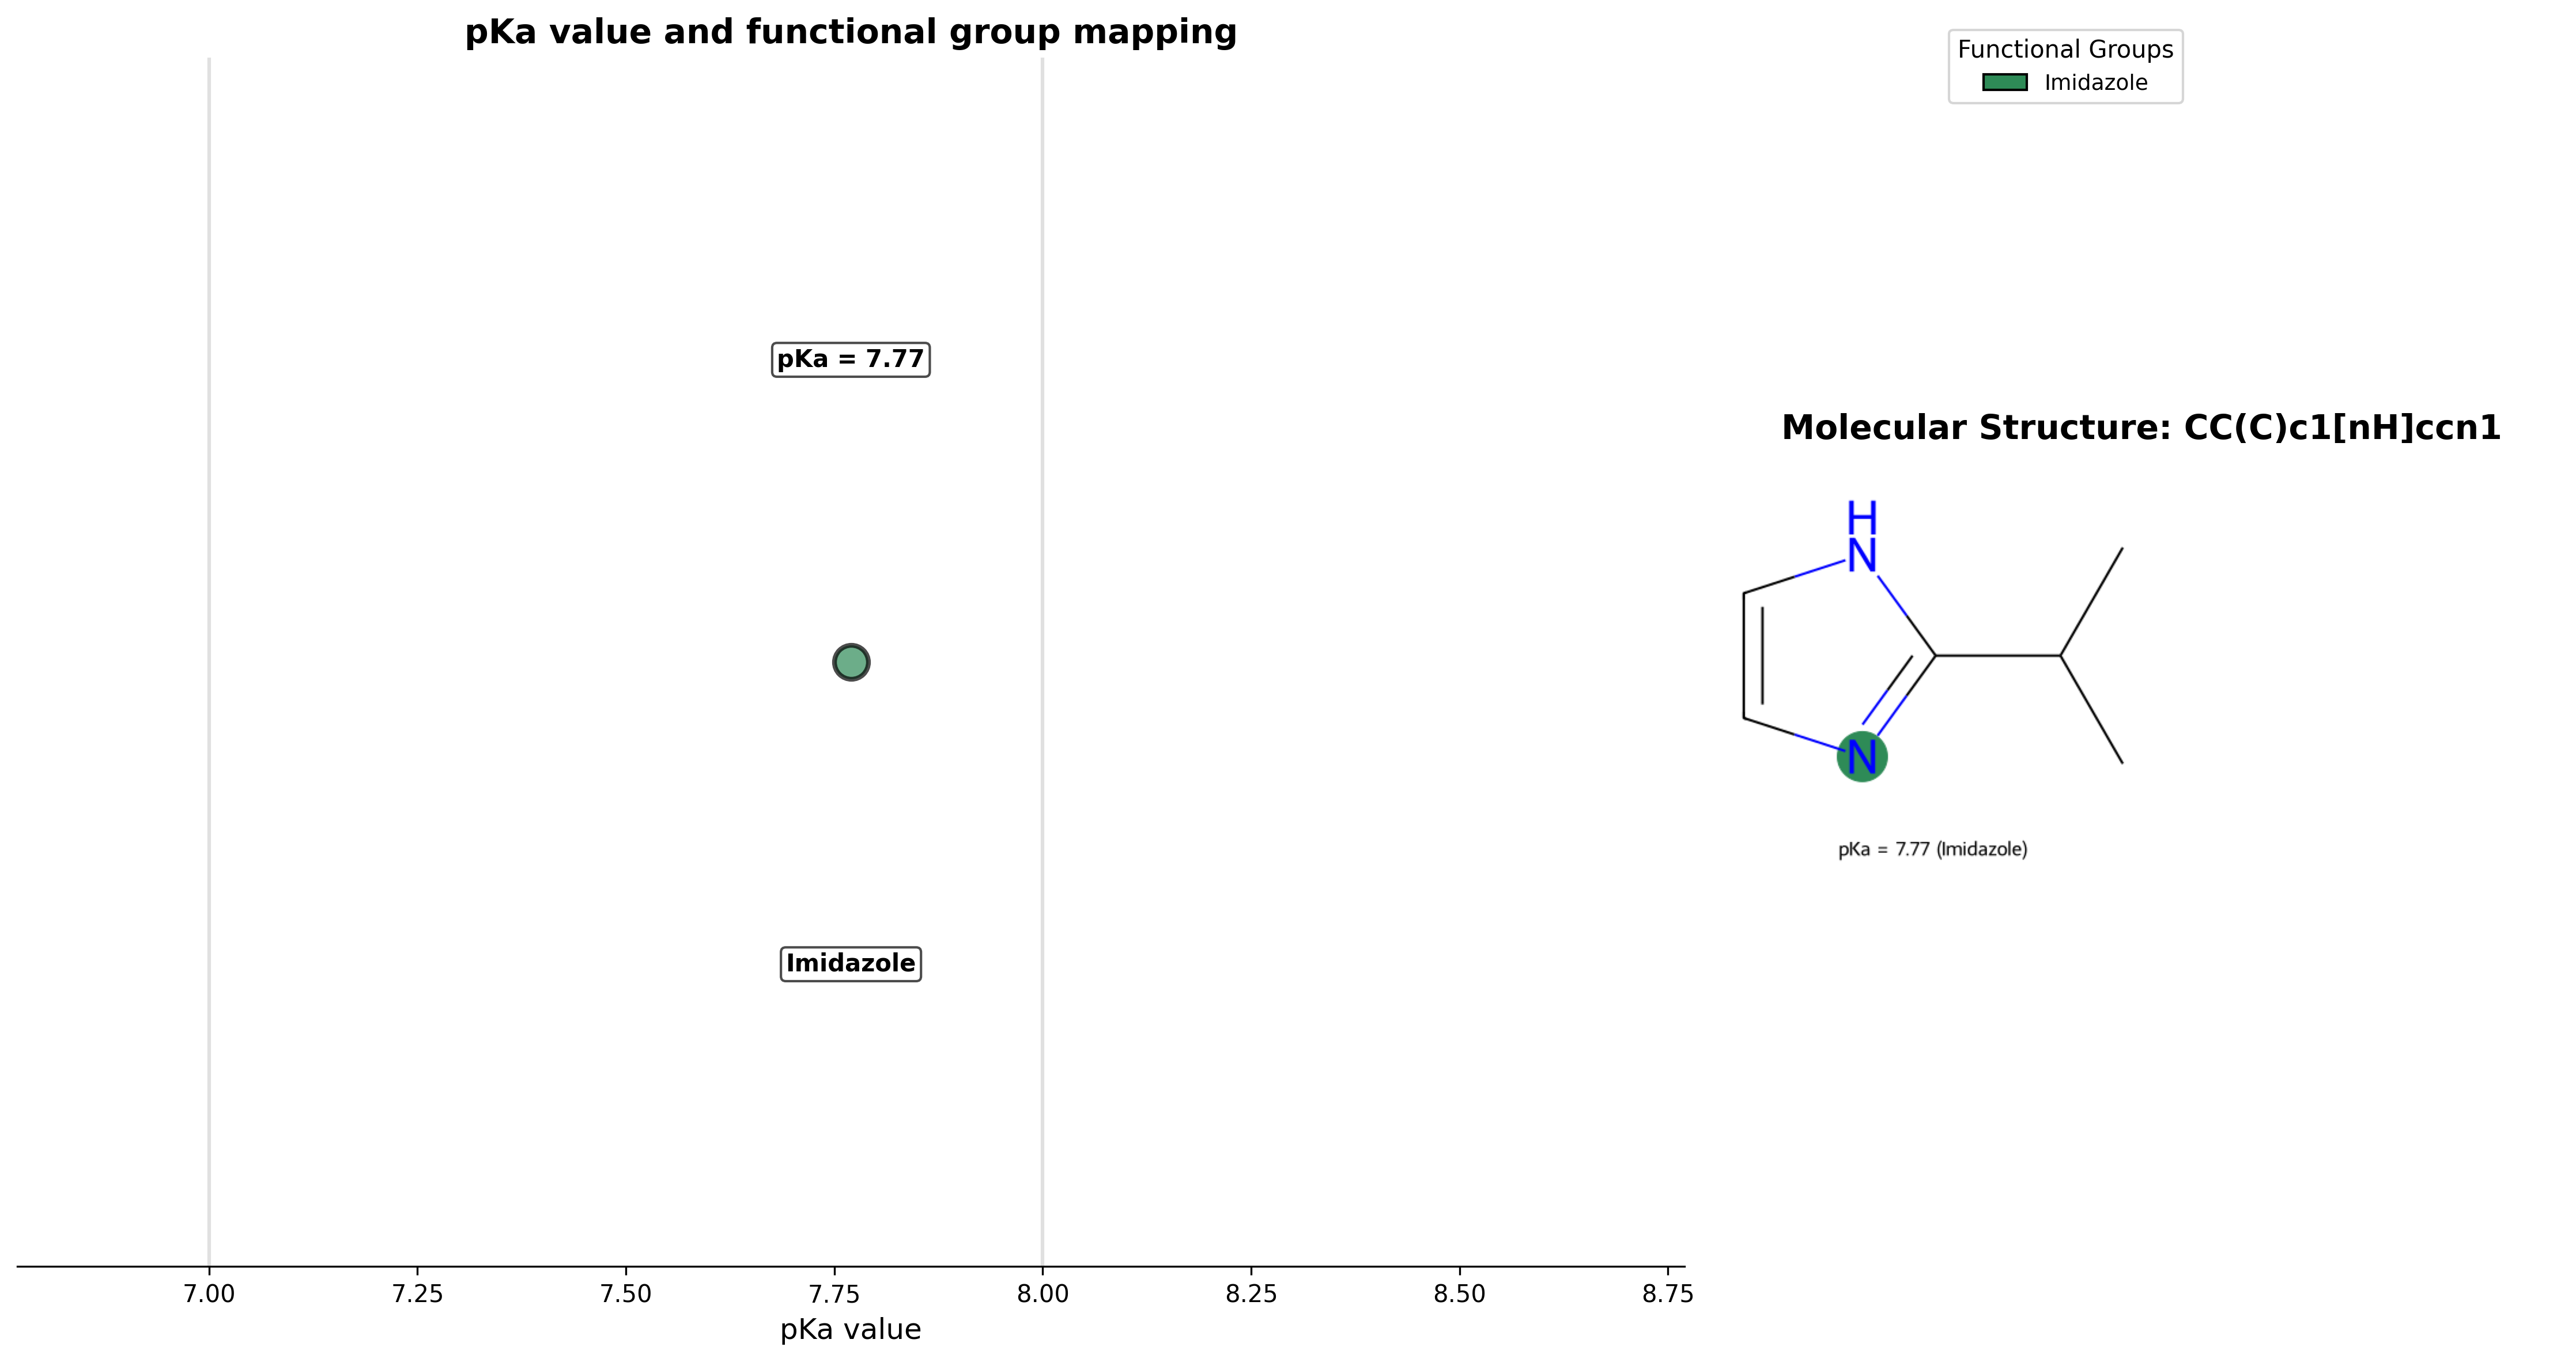 pKa value and functional group mapping
pKa = 7.77
Imidazole
7.00 7.25 7.50 7.75 8.00 8.25 8.50 8.75
pKa value
Functional Groups
Imidazole
Molecular Structure: CC(C)c1[nH]ccn1
H
N
N
pKa = 7.77 (Imidazole)